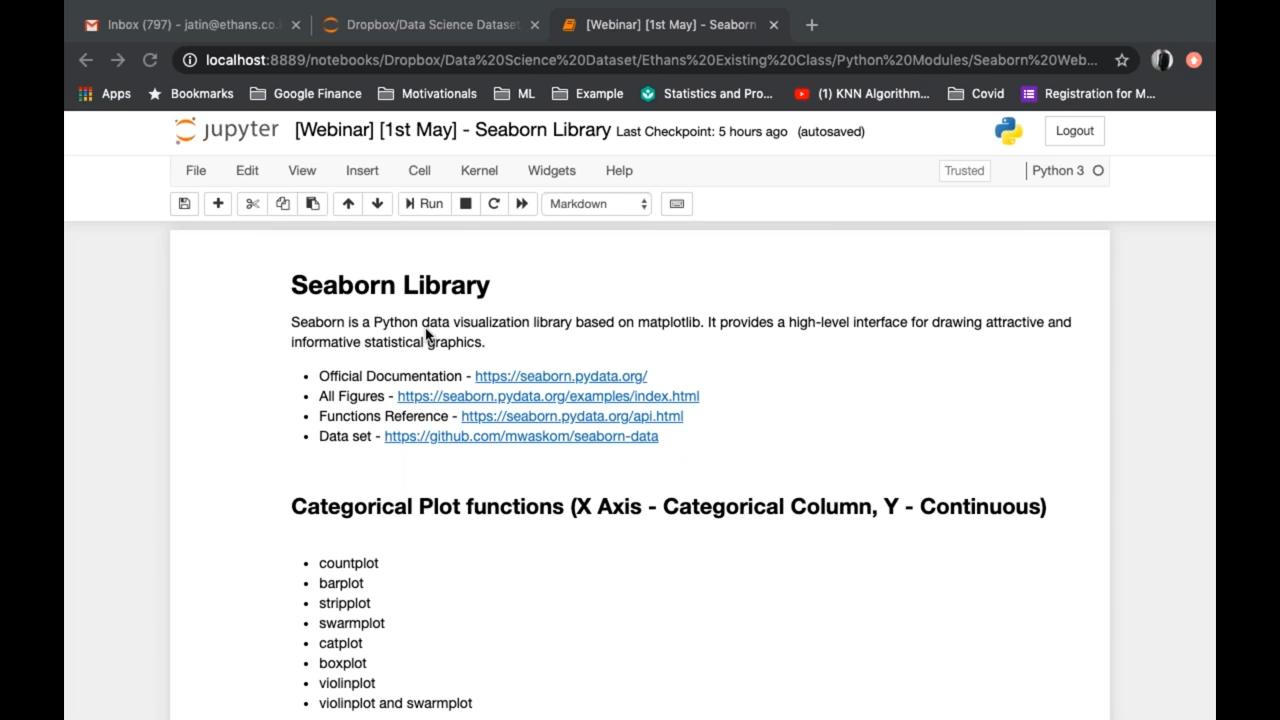 Inbox (797) - jatin@ethans.co.
Dropbox/Data Science Dataset
[Webinar] [1st May] - Seaborn
localhost:8889/notebooks/Dropbox/Data%20Science%20Dataset/Ethans%20Existing%20Class/Python%20Modules/Seaborn%20Web...
Apps Bookmarks Google Finance Motivationals ML Example Statistics and Pro... (1) KNN Algorithm... Covid Registration for M...
jupyter [Webinar] [1st May] - Seaborn Library Last Checkpoint: 5 hours ago (autosaved) Logout
File Edit View Insert Cell Kernel Widgets Help Trusted Python 3
Run Markdown
Seaborn Library
Seaborn is a Python data visualization library based on matplotlib. It provides a high-level interface for drawing attractive and
informative statistical graphics.
• Official Documentation - https://seaborn.pydata.org/
• All Figures - https://seaborn.pydata.org/examples/index.html
• Functions Reference - https://seaborn.pydata.org/api.html
• Data set - https://github.com/mwaskom/seaborn-data
Categorical Plot functions (X Axis - Categorical Column, Y - Continuous)
• countplot
• barplot
• stripplot
• swarmplot
• catplot
• boxplot
• violinplot
• violinplot and swarmplot